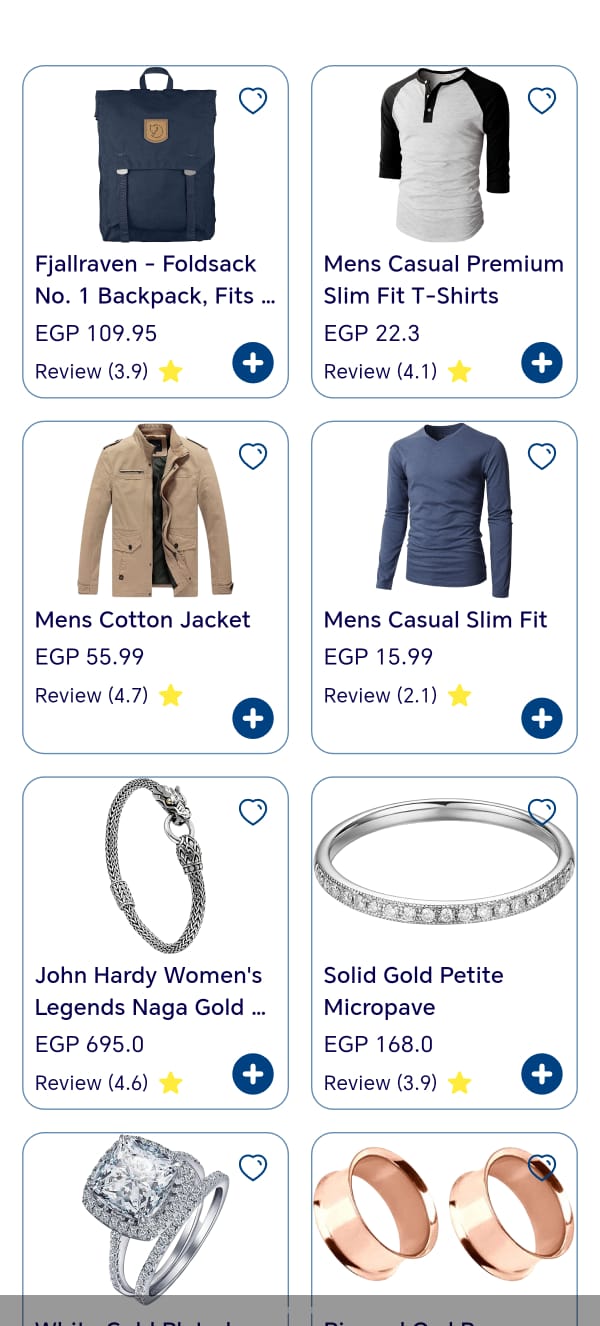 Fjallraven - Foldsack
No. 1 Backpack, Fits ...
EGP 109.95
Review (3.9)
Mens Casual Premium
Slim Fit T-Shirts
EGP 22.3
Review (4.1)
Mens Cotton Jacket
EGP 55.99
Review (4.7)
Mens Casual Slim Fit
EGP 15.99
Review (2.1)
John Hardy Women's
Legends Naga Gold ...
EGP 695.0
Review (4.6)
Solid Gold Petite
Micropave
EGP 168.0
Review (3.9)